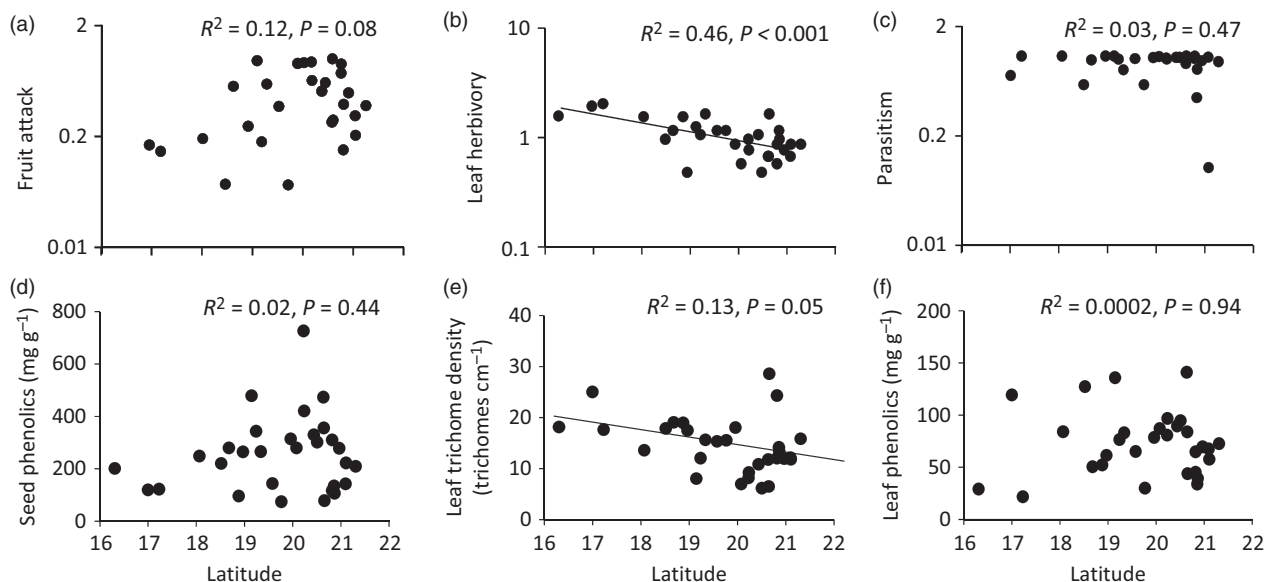 (a)
2
R² = 0.12, P = 0.08
Fruit attack
0.2
0.01
(b)
10
R² = 0.46, P < 0.001
Leaf herbivory
1
0.1
(c)
2
R² = 0.03, P = 0.47
Parasitism
0.2
0.01
(d)
R² = 0.02, P = 0.44
Seed phenolics (mg g⁻¹)
800
600
400
200
0
16 17 18 19 20 21 22
Latitude
(e)
R² = 0.13, P = 0.05
Leaf trichome density
(trichomes cm⁻¹)
40
30
20
10
0
16 17 18 19 20 21 22
Latitude
(f)
R² = 0.0002, P = 0.94
Leaf phenolics (mg g⁻¹)
200
150
100
50
0
16 17 18 19 20 21 22
Latitude